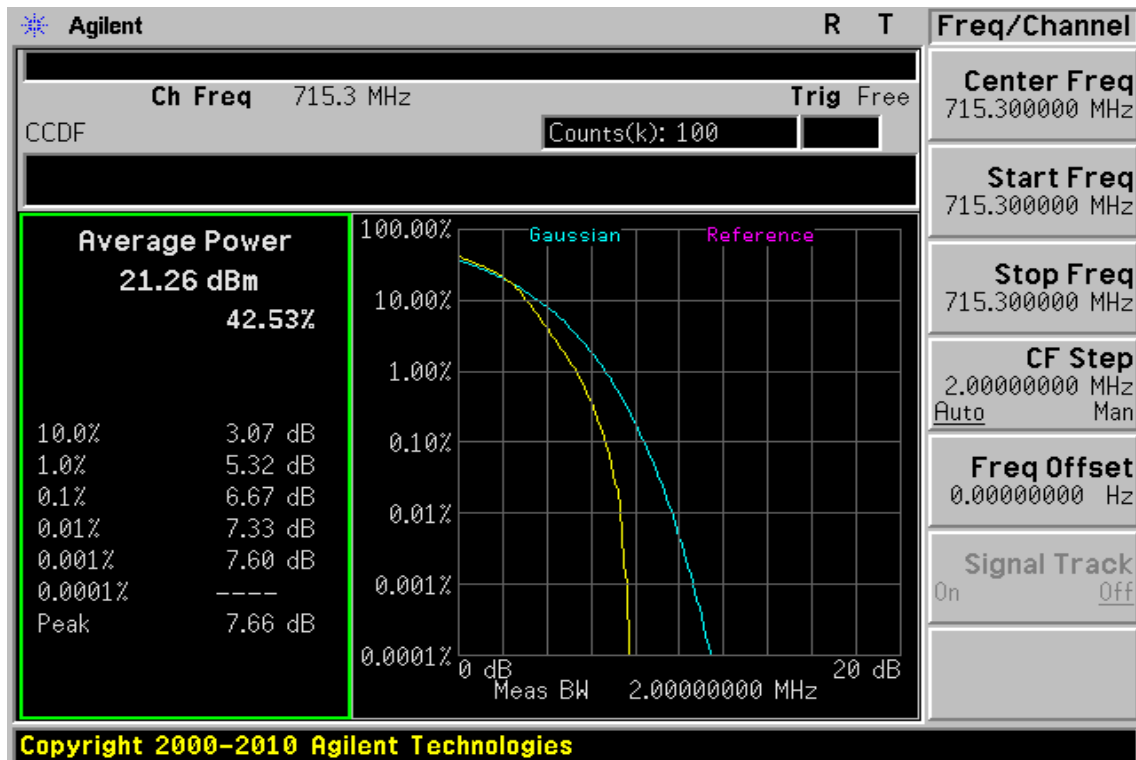 Agilent R T Freq/Channel
Ch Freq 715.3 MHz Trig Free
CCDF Counts(k): 100
Average Power
21.26 dBm
42.53%
10.0% 3.07 dB
1.0% 5.32 dB
0.1% 6.67 dB
0.01% 7.33 dB
0.001% 7.60 dB
0.0001% ----
Peak 7.66 dB
Gaussian Reference
100.00%
10.00%
1.00%
0.10%
0.01%
0.001%
0.0001%
0 dB 20 dB
Meas BW 2.00000000 MHz
Center Freq
715.300000 MHz
Start Freq
715.300000 MHz
Stop Freq
715.300000 MHz
CF Step
2.00000000 MHz
Auto Man
Freq Offset
0.00000000 Hz
Signal Track
On Off
Copyright 2000-2010 Agilent Technologies